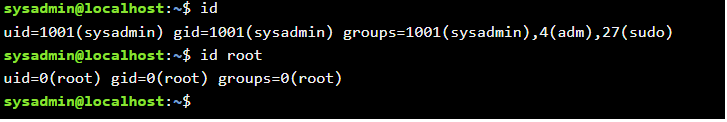 sysadmin@localhost:~$ id
uid=1001(sysadmin) gid=1001(sysadmin) groups=1001(sysadmin),4(adm),27(sudo)
sysadmin@localhost:~$ id root
uid=0(root) gid=0(root) groups=0(root)
sysadmin@localhost:~$